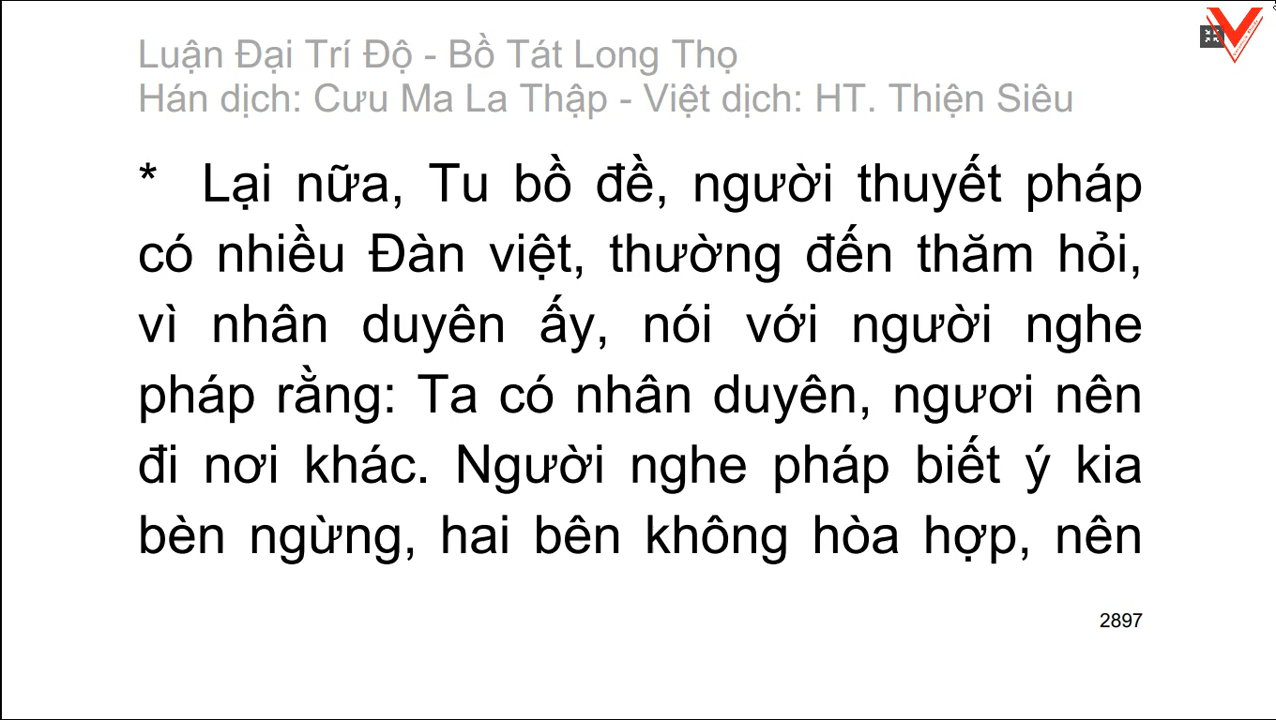 Luận Đại Trí Độ - Bồ Tát Long Thọ
Hán dịch: Cưu Ma La Thập - Việt dịch: HT. Thiện Siêu
* Lại nữa, Tu bồ đề, người thuyết pháp
có nhiều Đàn việt, thường đến thăm hỏi,
vì nhân duyên ấy, nói với người nghe
pháp rằng: Ta có nhân duyên, ngươi nên
đi nơi khác. Người nghe pháp biết ý kia
bèn ngừng, hai bên không hòa hợp, nên
2897